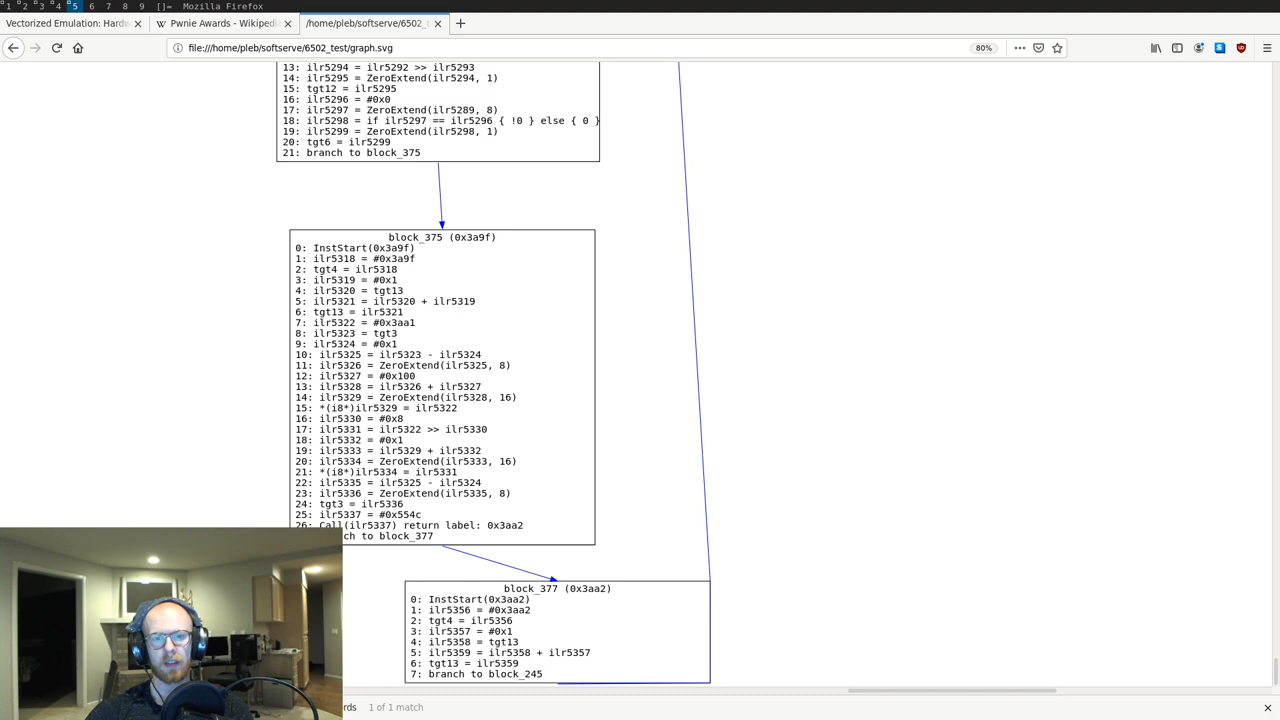 1 2 3 4 5 6 7 8 9 []= Mozilla Firefox
Vectorized Emulation: Hardw
Pwnie Awards - Wikipedi
/home/pleb/softserve/6502_t
file:///home/pleb/softserve/6502_test/graph.svg
80%
13: ilr5294 = ilr5292 >> ilr5293
14: ilr5295 = ZeroExtend(ilr5294, 1)
15: tgt12 = ilr5295
16: ilr5296 = #0x0
17: ilr5297 = ZeroExtend(ilr5289, 8)
18: ilr5298 = if ilr5297 == ilr5296 { !0 } else { 0 }
19: ilr5299 = ZeroExtend(ilr5298, 1)
20: tgt6 = ilr5299
21: branch to block_375
block_375 (0x3a9f)
0: InstStart(0x3a9f)
1: ilr5318 = #0x3a9f
2: tgt4 = ilr5318
3: ilr5319 = #0x1
4: ilr5320 = tgt13
5: ilr5321 = ilr5320 + ilr5319
6: tgt13 = ilr5321
7: ilr5322 = #0x3aa1
8: ilr5323 = tgt3
9: ilr5324 = #0x1
10: ilr5325 = ilr5323 - ilr5324
11: ilr5326 = ZeroExtend(ilr5325, 8)
12: ilr5327 = #0x100
13: ilr5328 = ilr5326 + ilr5327
14: ilr5329 = ZeroExtend(ilr5328, 16)
15: *(i8*)ilr5329 = ilr5322
16: ilr5330 = #0x8
17: ilr5331 = ilr5322 >> ilr5330
18: ilr5332 = #0x1
19: ilr5333 = ilr5329 + ilr5332
20: ilr5334 = ZeroExtend(ilr5333, 16)
21: *(i8*)ilr5334 = ilr5331
22: ilr5335 = ilr5325 - ilr5324
23: ilr5336 = ZeroExtend(ilr5335, 8)
24: tgt3 = ilr5336
25: ilr5337 = #0x554c
26: Call(ilr5337) return label: 0x3aa2
ch to block_377
block_377 (0x3aa2)
0: InstStart(0x3aa2)
1: ilr5356 = #0x3aa2
2: tgt4 = ilr5356
3: ilr5357 = #0x1
4: ilr5358 = tgt13
5: ilr5359 = ilr5358 + ilr5357
6: tgt13 = ilr5359
7: branch to block_245
rds 1 of 1 match